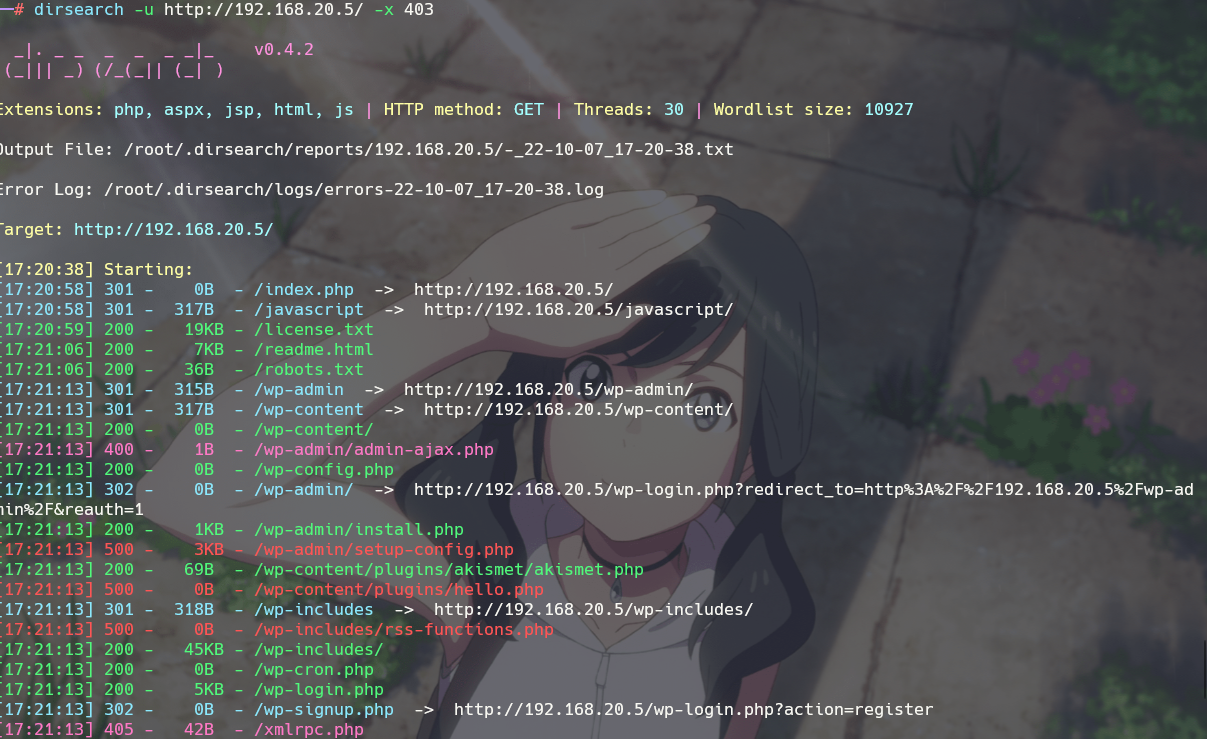 ─# dirsearch -u http://192.168.20.5/ -x 403
 _|. _ _  _  _  _ _|_    v0.4.2
(_||| _) (/_(_|| (_| )
Extensions: php, aspx, jsp, html, js | HTTP method: GET | Threads: 30 | Wordlist size: 10927
Output File: /root/.dirsearch/reports/192.168.20.5/-_22-10-07_17-20-38.txt
Error Log: /root/.dirsearch/logs/errors-22-10-07_17-20-38.log
Target: http://192.168.20.5/
[17:20:38] Starting:
[17:20:58] 301 -    0B  - /index.php  ->  http://192.168.20.5/
[17:20:58] 301 -  317B  - /javascript  ->  http://192.168.20.5/javascript/
[17:20:59] 200 -   19KB - /license.txt
[17:21:06] 200 -    7KB - /readme.html
[17:21:06] 200 -   36B  - /robots.txt
[17:21:13] 301 -  315B  - /wp-admin  ->  http://192.168.20.5/wp-admin/
[17:21:13] 301 -  317B  - /wp-content  ->  http://192.168.20.5/wp-content/
[17:21:13] 200 -    0B  - /wp-content/
[17:21:13] 400 -    1B  - /wp-admin/admin-ajax.php
[17:21:13] 200 -    0B  - /wp-config.php
[17:21:13] 302 -    0B  - /wp-admin/  ->  http://192.168.20.5/wp-login.php?redirect_to=http%3A%2F%2F192.168.20.5%2Fwp-ad
min%2F&reauth=1
[17:21:13] 200 -    1KB - /wp-admin/install.php
[17:21:13] 500 -    3KB - /wp-admin/setup-config.php
[17:21:13] 200 -   69B  - /wp-content/plugins/akismet/akismet.php
[17:21:13] 500 -    0B  - /wp-content/plugins/hello.php
[17:21:13] 301 -  318B  - /wp-includes  ->  http://192.168.20.5/wp-includes/
[17:21:13] 500 -    0B  - /wp-includes/rss-functions.php
[17:21:13] 200 -   45KB - /wp-includes/
[17:21:13] 200 -    0B  - /wp-cron.php
[17:21:13] 200 -    5KB - /wp-login.php
[17:21:13] 302 -    0B  - /wp-signup.php  ->  http://192.168.20.5/wp-login.php?action=register
[17:21:13] 405 -   42B  - /xmlrpc.php